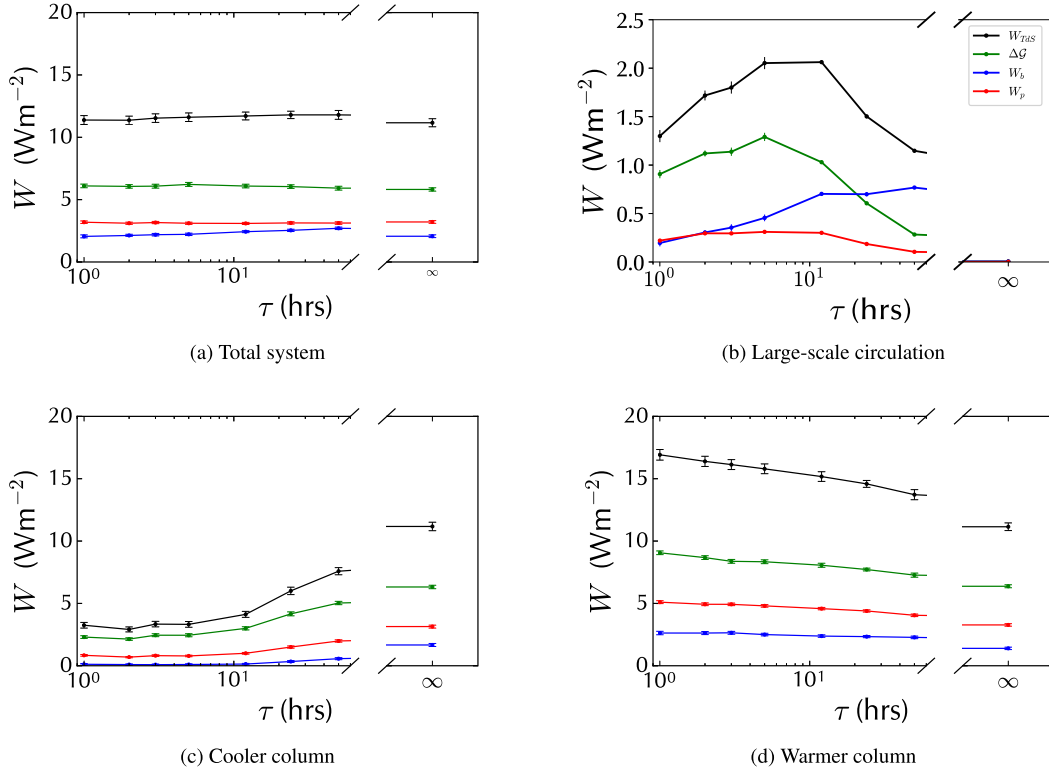 20
15
10
5
0
W (Wm⁻²)
10⁰
10¹
∞
τ (hrs)
(a) Total system
2.5
2.0
1.5
1.0
0.5
0.0
W (Wm⁻²)
10⁰
10¹
∞
τ (hrs)
W_{TdS}
Δ𝒢
W_b
W_p
(b) Large-scale circulation
20
15
10
5
0
W (Wm⁻²)
10⁰
10¹
∞
τ (hrs)
(c) Cooler column
20
15
10
5
0
W (Wm⁻²)
10⁰
10¹
∞
τ (hrs)
(d) Warmer column